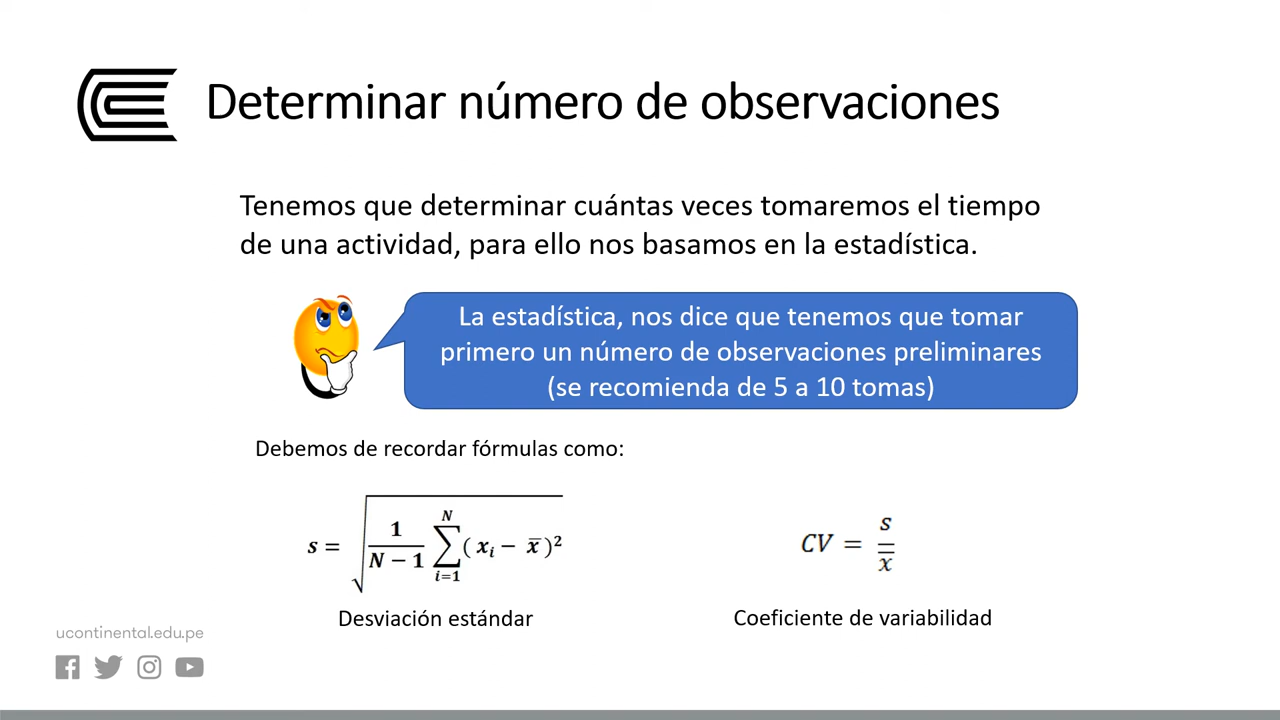 Determinar número de observaciones
Tenemos que determinar cuántas veces tomaremos el tiempo
de una actividad, para ello nos basamos en la estadística.
La estadística, nos dice que tenemos que tomar
primero un número de observaciones preliminares
(se recomienda de 5 a 10 tomas)
Debemos de recordar fórmulas como:
s = √(1/(N − 1) ∑_{i=1}^{N} (x_i − x̄)²)
CV = s/x̄
Desviación estándar
Coeficiente de variabilidad
ucontinental.edu.pe